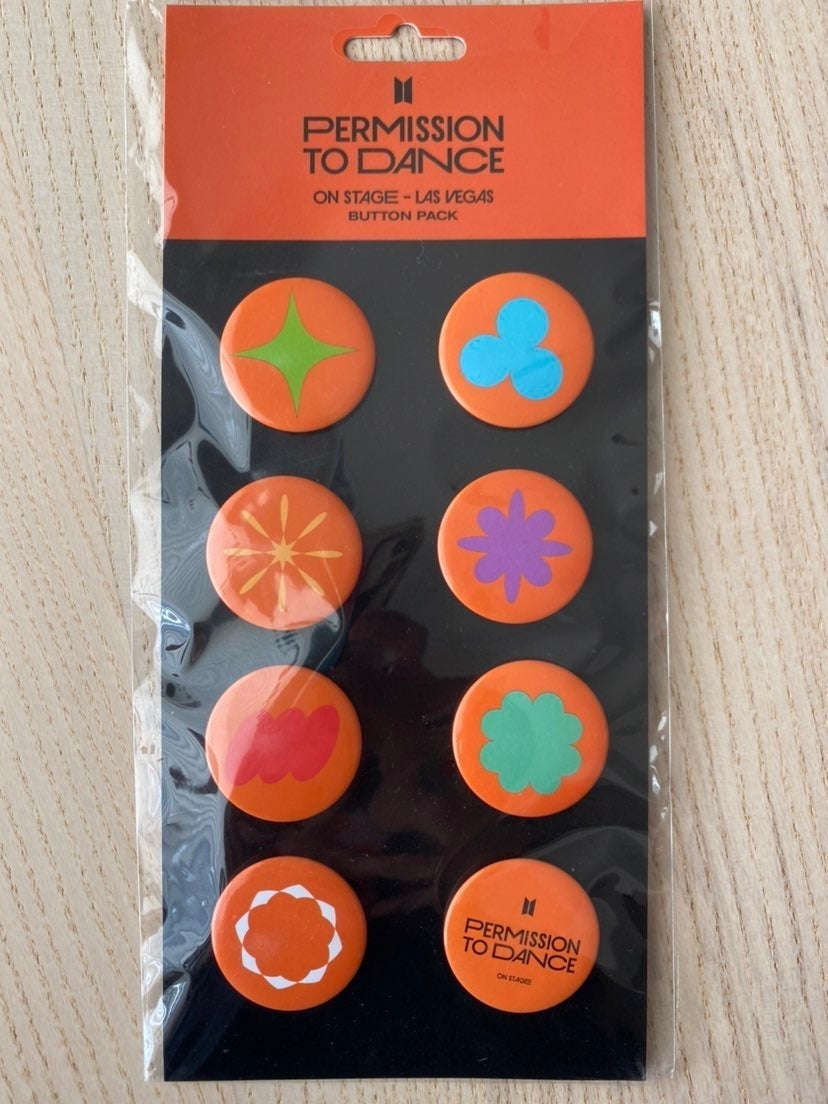 PERMISSION
TO DANCE
ON STAGE - LAS VEGAS
BUTTON PACK
PERMISSION
TO DANCE
ON STAGE